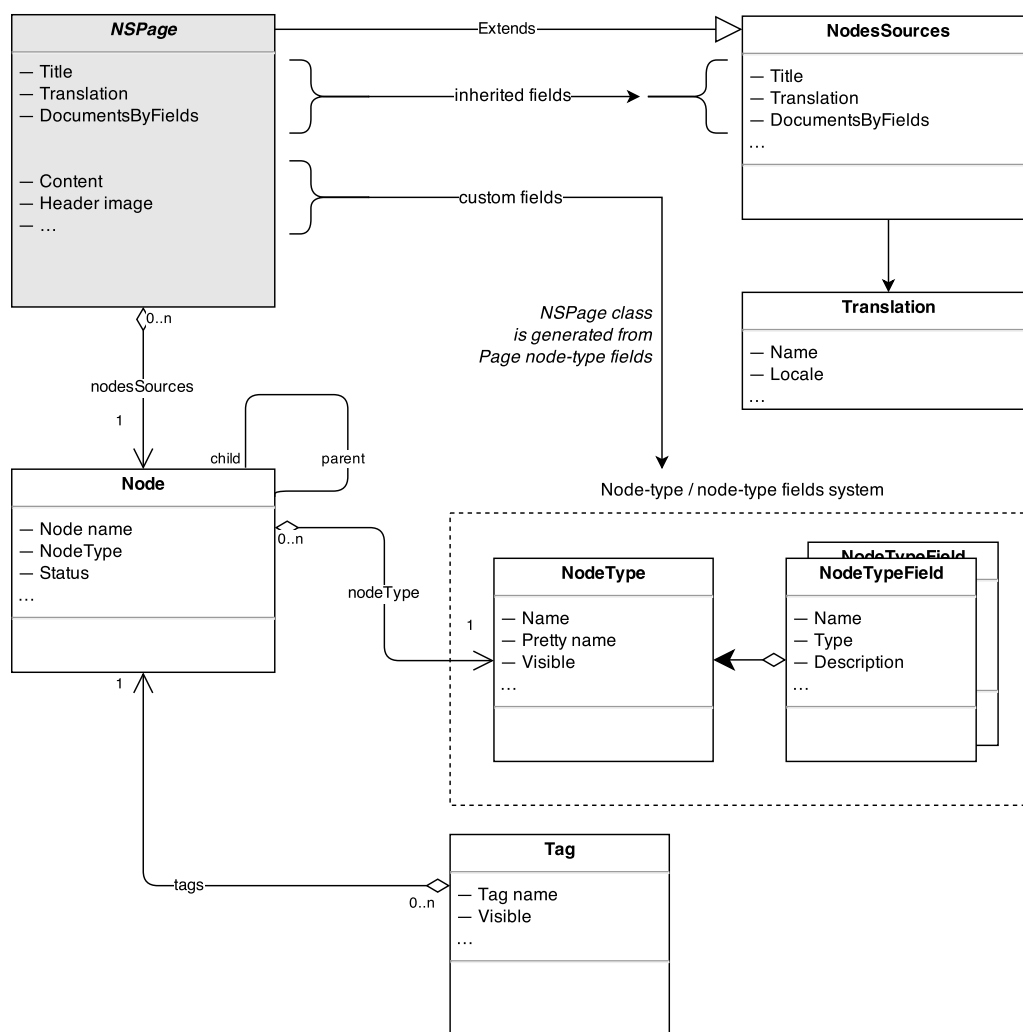 NSPage
— Title
— Translation
— DocumentsByFields
— Content
— Header image
— …
Extends
inherited fields
custom fields
NodesSources
— Title
— Translation
— DocumentsByFields
…
NSPage class
is generated from
Page node-type fields
Translation
— Name
— Locale
…
0..n
nodesSources
1
child
parent
Node
— Node name
— NodeType
— Status
…
0..n
nodeType
1
Node-type / node-type fields system
NodeType
— Name
— Pretty name
— Visible
…
NodeTypeField
NodeTypeField
— Name
— Type
— Description
…
1
tags
0..n
Tag
— Tag name
— Visible
…